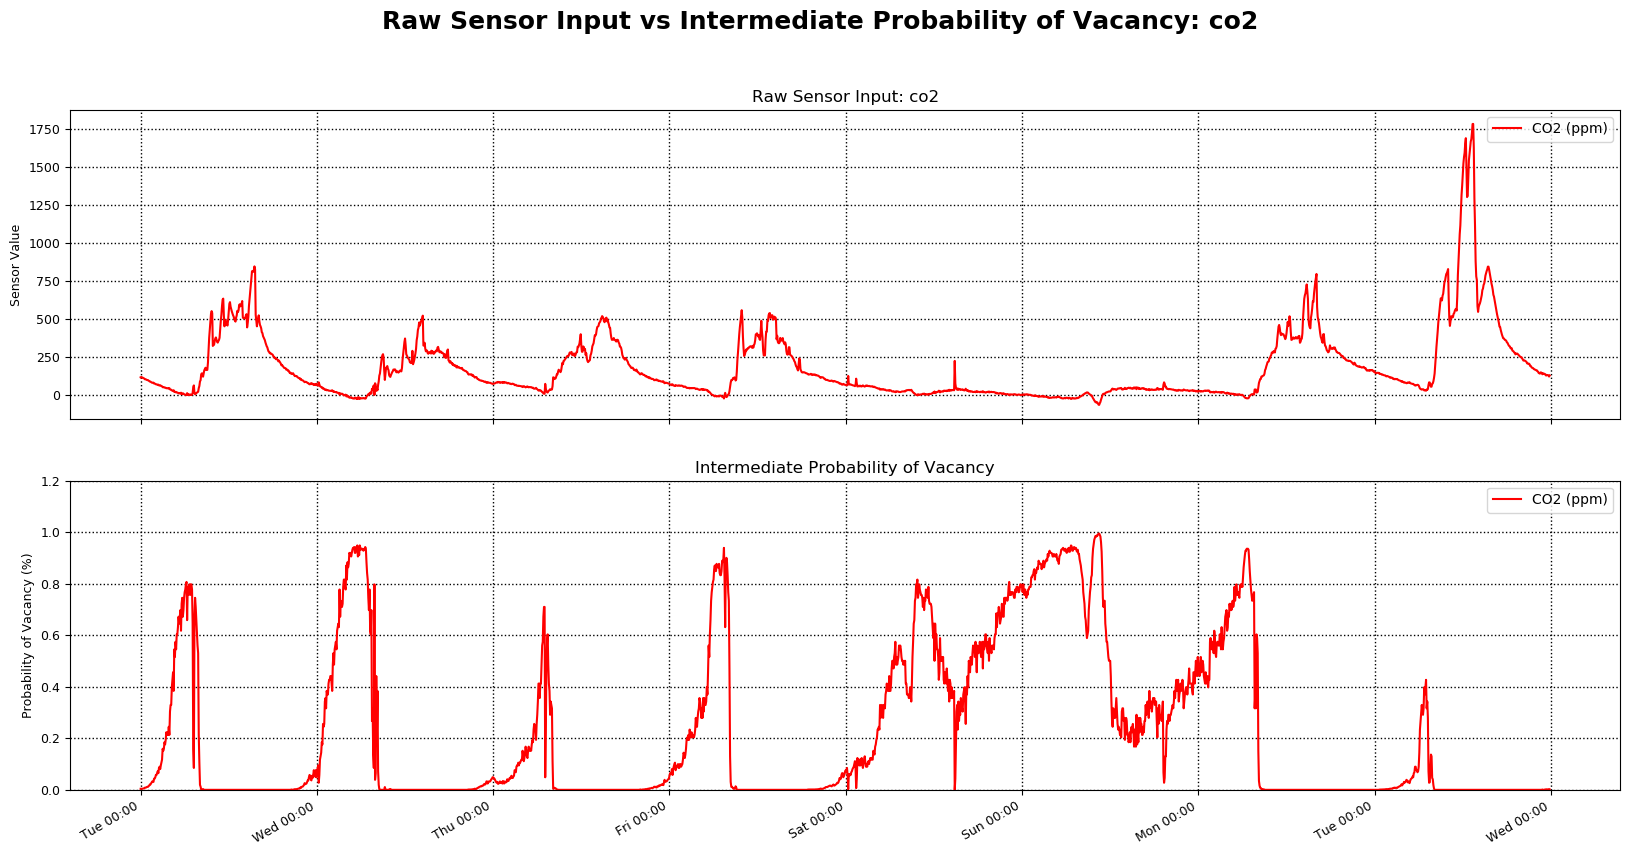 Raw Sensor Input vs Intermediate Probability of Vacancy: co2
Raw Sensor Input: co2
CO2 (ppm)
Sensor Value
1750
1500
1250
1000
750
500
250
0
Intermediate Probability of Vacancy
CO2 (ppm)
Probability of Vacancy (%)
1.2
1.0
0.8
0.6
0.4
0.2
0.0
Tue 00:00 Wed 00:00 Thu 00:00 Fri 00:00 Sat 00:00 Sun 00:00 Mon 00:00 Tue 00:00 Wed 00:00